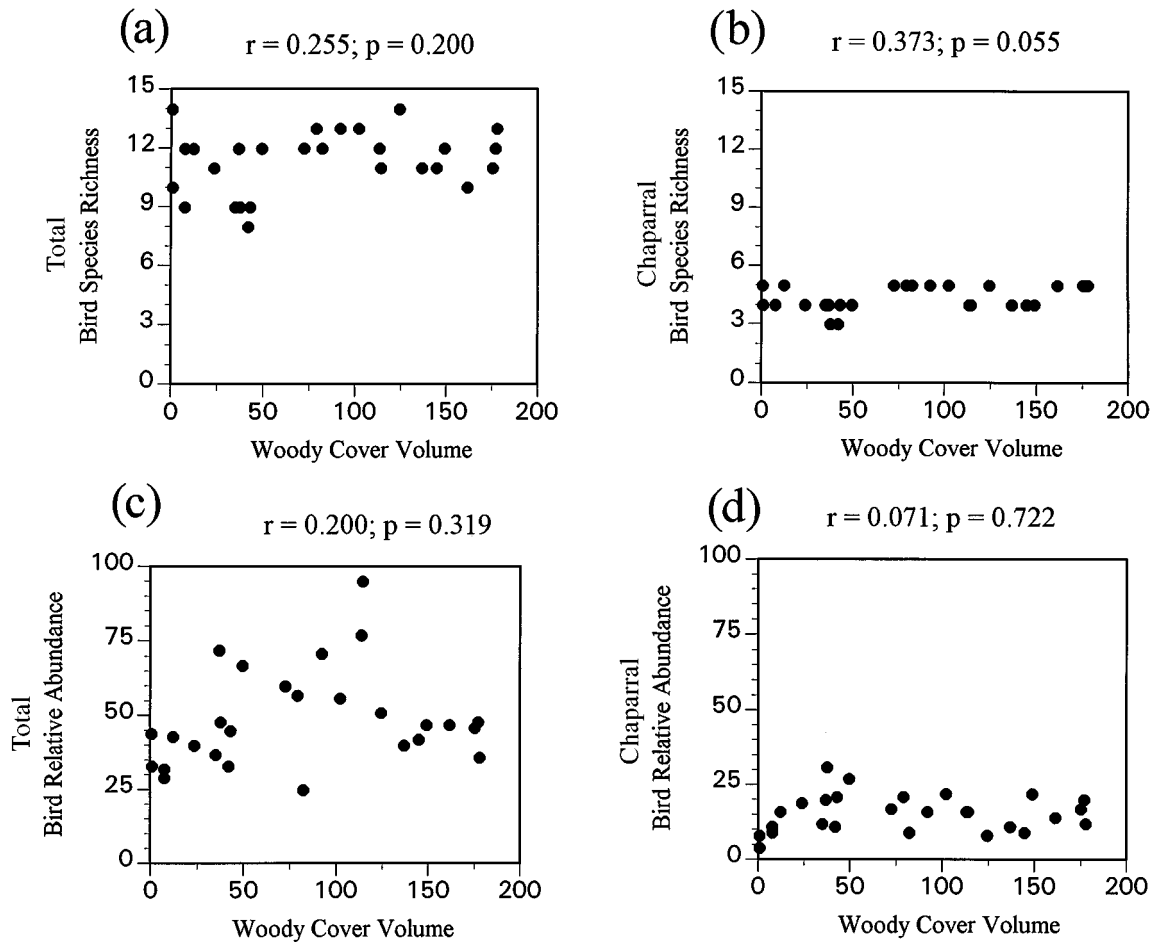 (a)
r = 0.255; p = 0.200
Total
Bird Species Richness
15
12
9
6
3
0
0 50 100 150 200
Woody Cover Volume
(b)
r = 0.373; p = 0.055
Chaparral
Bird Species Richness
15
12
9
6
3
0
0 50 100 150 200
Woody Cover Volume
(c)
r = 0.200; p = 0.319
Total
Bird Relative Abundance
100
75
50
25
0
0 50 100 150 200
Woody Cover Volume
(d)
r = 0.071; p = 0.722
Chaparral
Bird Relative Abundance
100
75
50
25
0
0 50 100 150 200
Woody Cover Volume